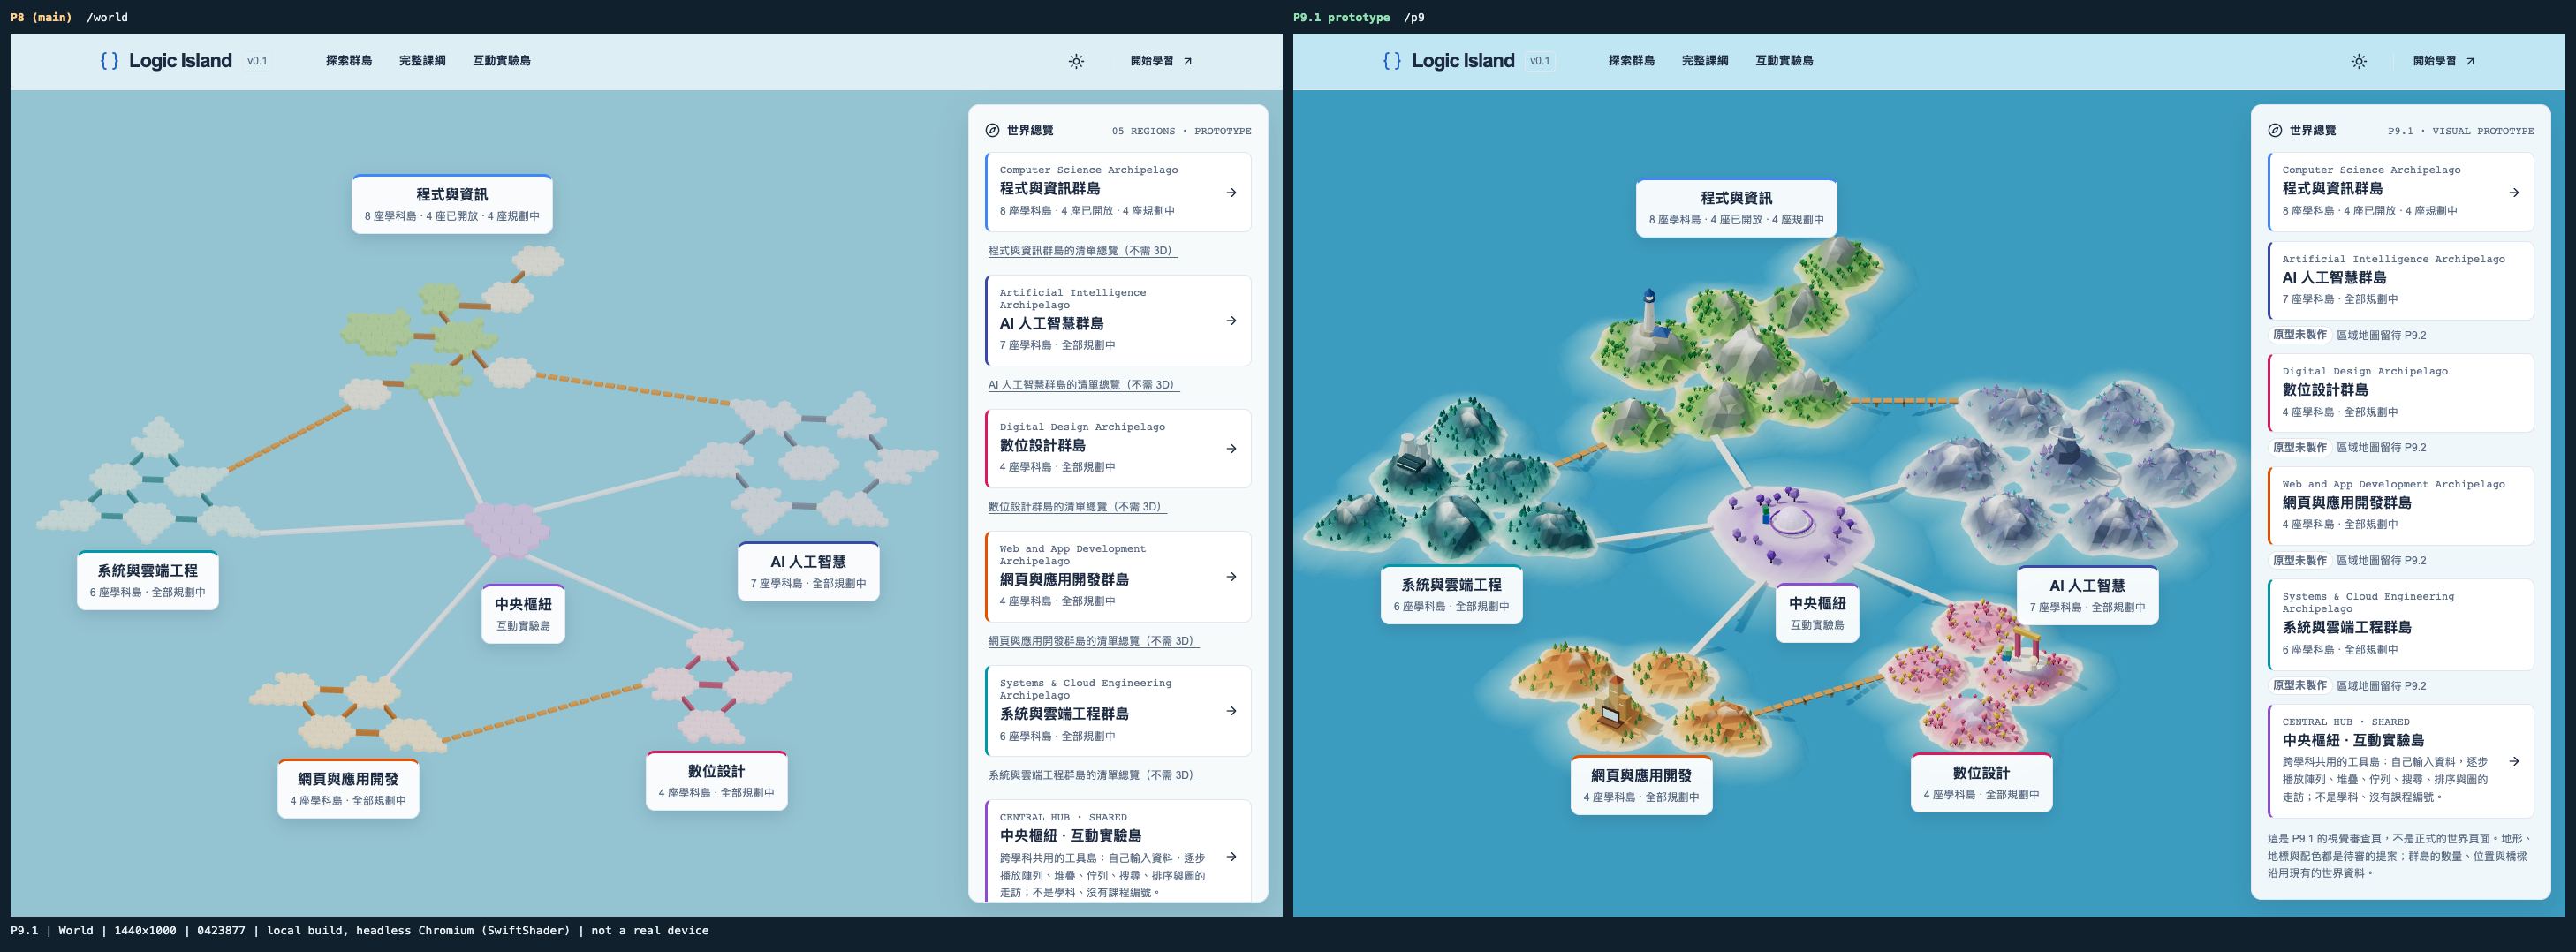 P8 (main) /world
Logic Island v0.1 探索群島 完整課綱 互動實驗島 開始學習
程式與資訊
8 座學科島 · 4 座已開放 · 4 座規劃中
系統與雲端工程
6 座學科島 · 全部規劃中
中央樞紐
互動實驗島
AI 人工智慧
7 座學科島 · 全部規劃中
網頁與應用開發
4 座學科島 · 全部規劃中
數位設計
4 座學科島 · 全部規劃中
世界總覽 05 REGIONS · PROTOTYPE
Computer Science Archipelago
程式與資訊群島
8 座學科島 · 4 座已開放 · 4 座規劃中
程式與資訊群島的清單總覽（不需 3D）
Artificial Intelligence
Archipelago
AI 人工智慧群島
7 座學科島 · 全部規劃中
AI 人工智慧群島的清單總覽（不需 3D）
Digital Design Archipelago
數位設計群島
4 座學科島 · 全部規劃中
數位設計群島的清單總覽（不需 3D）
Web and App Development
Archipelago
網頁與應用開發群島
4 座學科島 · 全部規劃中
網頁與應用開發群島的清單總覽（不需 3D）
Systems & Cloud Engineering
Archipelago
系統與雲端工程群島
6 座學科島 · 全部規劃中
系統與雲端工程群島的清單總覽（不需 3D）
CENTRAL HUB · SHARED
中央樞紐 · 互動實驗島
跨學科共用的工具島：自己輸入資料，逐步
播放陣列、堆疊、佇列、搜尋、排序與圖的
走訪；不是學科、沒有課程編號。
P9.1 prototype /p9
Logic Island v0.1 探索群島 完整課綱 互動實驗島 開始學習
程式與資訊
8 座學科島 · 4 座已開放 · 4 座規劃中
系統與雲端工程
6 座學科島 · 全部規劃中
中央樞紐
互動實驗島
AI 人工智慧
7 座學科島 · 全部規劃中
網頁與應用開發
4 座學科島 · 全部規劃中
數位設計
4 座學科島 · 全部規劃中
世界總覽 P9.1 · VISUAL PROTOTYPE
Computer Science Archipelago
程式與資訊群島
8 座學科島 · 4 座已開放 · 4 座規劃中
Artificial Intelligence Archipelago
AI 人工智慧群島
7 座學科島 · 全部規劃中
原型未製作 區域地圖留待 P9.2
Digital Design Archipelago
數位設計群島
4 座學科島 · 全部規劃中
原型未製作 區域地圖留待 P9.2
Web and App Development Archipelago
網頁與應用開發群島
4 座學科島 · 全部規劃中
原型未製作 區域地圖留待 P9.2
Systems & Cloud Engineering
Archipelago
系統與雲端工程群島
6 座學科島 · 全部規劃中
原型未製作 區域地圖留待 P9.2
CENTRAL HUB · SHARED
中央樞紐 · 互動實驗島
跨學科共用的工具島：自己輸入資料，逐步
播放陣列、堆疊、佇列、搜尋、排序與圖的
走訪；不是學科、沒有課程編號。
這是 P9.1 的視覺審查頁，不是正式的世界頁面。地形、
地標與配色都是待審的提案；群島的數量、位置與橋樑
沿用現有的世界資料。
P9.1 | World | 1440x1000 | 0423877 | local build, headless Chromium (SwiftShader) | not a real device